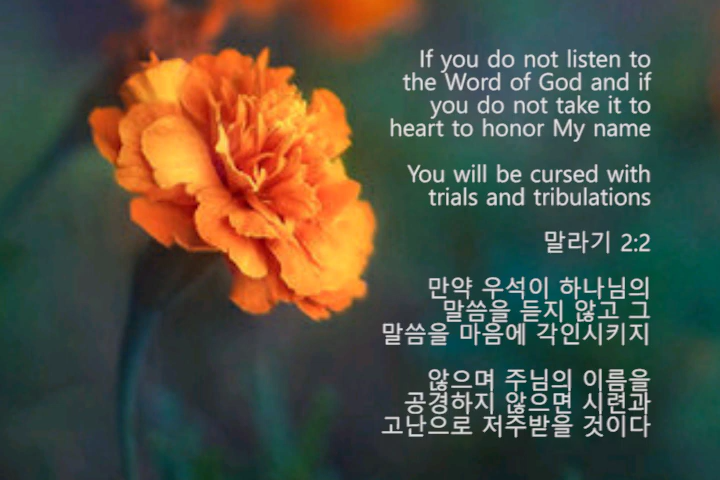 If you do not listen to
the Word of God and if
you do not take it to
heart to honor My name
You will be cursed with
trials and tribulations
말라기 2:2
만약 우석이 하나님의
말씀을 듣지 않고 그
말씀을 마음에 각인시키지
않으며 주님의 이름을
공경하지 않으면 시련과
고난으로 저주받을 것이다